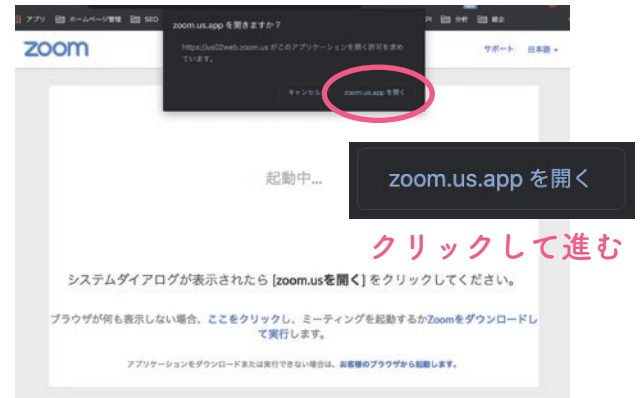 アプリ ホームページ管理 SEO 分析 競合
zoom.us.app を開きますか？
https://us02web.zoom.us がこのアプリケーションを開く許可を求め
ています。
キャンセル zoom.us.app を開く
zoom サポート 日本語
起動中...
zoom.us.app を開く
クリックして進む
システムダイアログが表示されたら [zoom.usを開く] をクリックしてください。
ブラウザが何も表示しない場合、ここをクリックし、ミーティングを起動するかZoomをダウンロードし
て実行します。
アプリケーションをダウンロードまたは実行できない場合は、お客様のブラウザから起動します。